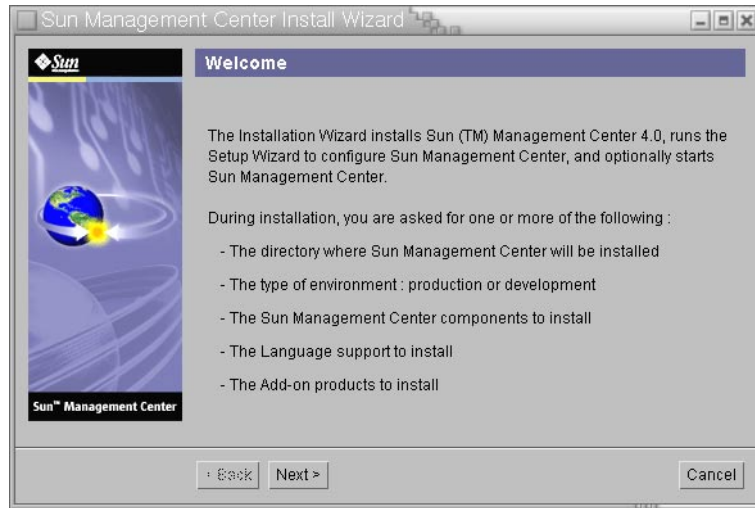 Sun Management Center Install Wizard
Sun
Welcome
The Installation Wizard installs Sun (TM) Management Center 4.0, runs the
Setup Wizard to configure Sun Management Center, and optionally starts
Sun Management Center.
During installation, you are asked for one or more of the following :
- The directory where Sun Management Center will be installed
- The type of environment : production or development
- The Sun Management Center components to install
- The Language support to install
- The Add-on products to install
Sun™ Management Center
< Back
Next >
Cancel